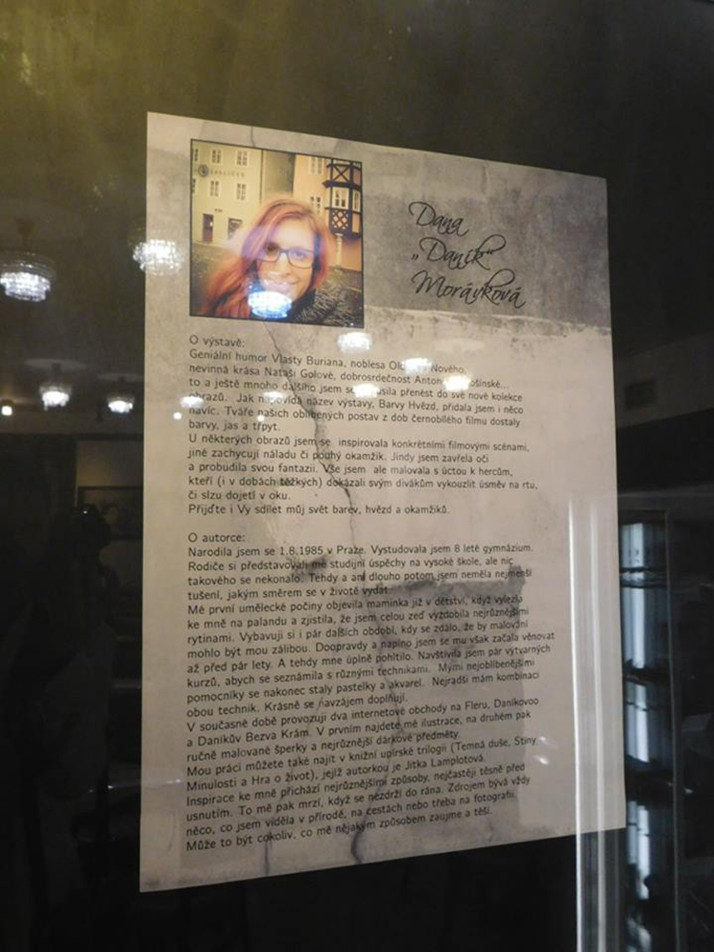 Dana
„Daník“
Morávková
O výstavě:
Geniální humor Vlasty Buriana, noblesa Nového,
nevinná krása Nataši Golové, dobrosrdečnost
to a ještě mnoho dalšího jsem se přenést do své nové kolekce
obrazů. Jak napovídá název výstavy, Barvy Hvězd, přidala jsem i něco
navíc. Tváře našich oblíbených postav z dob černobílého filmu dostaly
barvy, jas a třpyt.
U některých obrazů jsem se inspirovala konkrétními filmovými scénami,
jiné zachycují náladu či pouhý okamžik. Jindy jsem zavřela oči
a probudila svou fantazii. Vše jsem ale malovala s úctou k hercům,
kteří (i v dobách těžkých) dokázali svým divákům vykouzlit úsměv na rtu,
či slzu dojetí v oku.
Přijďte i Vy sdílet můj svět barev, hvězd a okamžiků.
O autorce:
Narodila jsem se 1.8.1985 v Praze. Vystudovala jsem 8 leté gymnázium.
Rodiče si představovali mé studijní úspěchy na vysoké škole, ale nic
takového se nekonalo. Tehdy a ani dlouho potom jsem neměla nejmenší
tušení, jakým směrem se v životě vydat.
Mé první umělecké počiny objevila maminka již v dětství, když vylezla
ke mně na palandu a zjistila, že jsem celou zeď vyzdobila nejrůznějšími
rytinami. Vybavuji si i pár dalších období, kdy se zdálo, že by malování
mohlo být mou zálibou. Doopravdy a naplno jsem se mu však začala věnovat
až před pár lety. A tehdy mne úplně pohltilo. Navštívila jsem pár výtvarných
kurzů, abych se seznámila s různými technikami. Mými nejoblíbenějšími
pomocníky se nakonec staly pastelky a akvarel. Nejradši mám kombinaci
obou technik. Krásně se navzájem doplňují.
V současné době provozuji dva internetové obchody na Fleru, Daníkovoo
a Daníkův Bezva Krám. V prvním najdete mé ilustrace, na druhém pak
ručně malované šperky a nejrůznější dárkové předměty.
Mou práci můžete také najít v knižní upírské trilogii (Temná duše, Stíny
Minulosti a Hra o život), jejíž autorkou je Jitka Lamplotová.
Inspirace ke mně přichází nejrůznějšími způsoby, nejčastěji těsně před
usnutím. To mě pak mrzí, když se nezdrží do rána. Zdrojem bývá vždy
něco, co jsem viděla v přírodě, na cestách nebo třeba na fotografii.
Může to být cokoliv, co mě nějakým způsobem zaujme a těší.